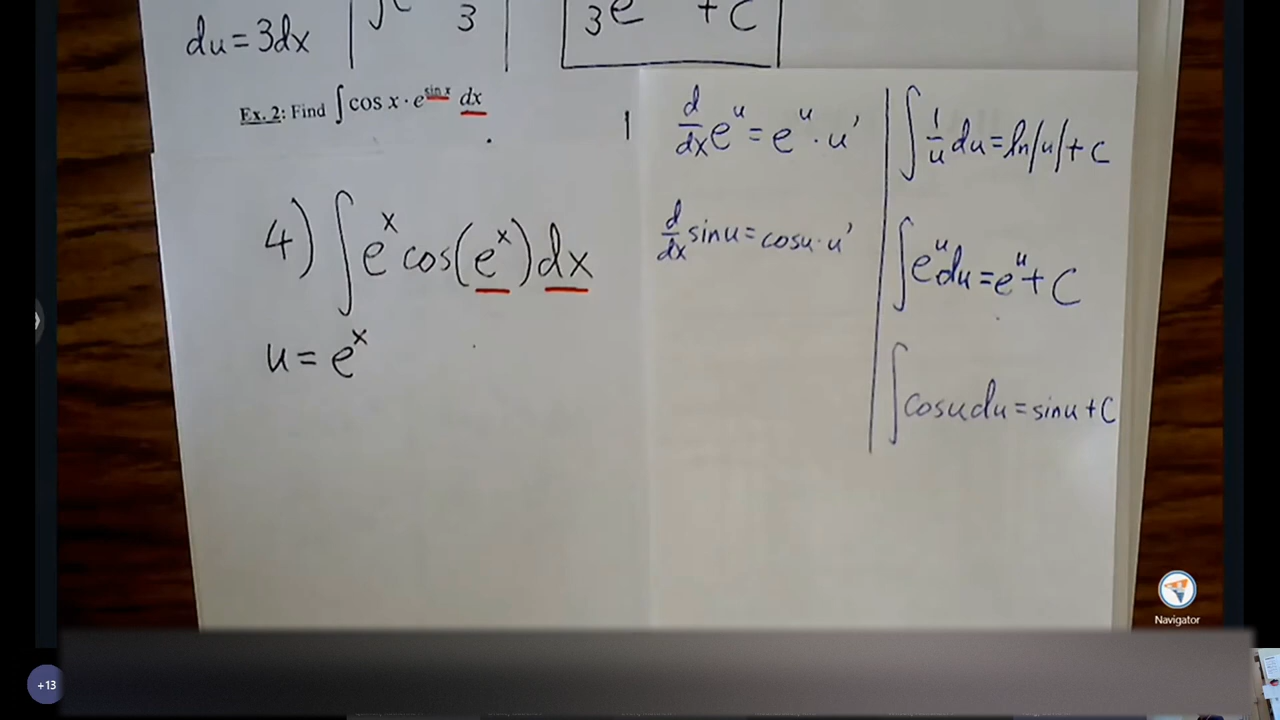 du = 3dx
3
3 e + C
Ex. 2: Find ∫ cos x · e^{sin x} dx
4) ∫ e^x cos(e^x) dx
u = e^x
d/dx e^u = e^u · u'
d/dx sin u = cos u · u'
∫ 1/u du = ln|u| + C
∫ e^u du = e^u + C
∫ cos u du = sin u + C
Navigator
+13